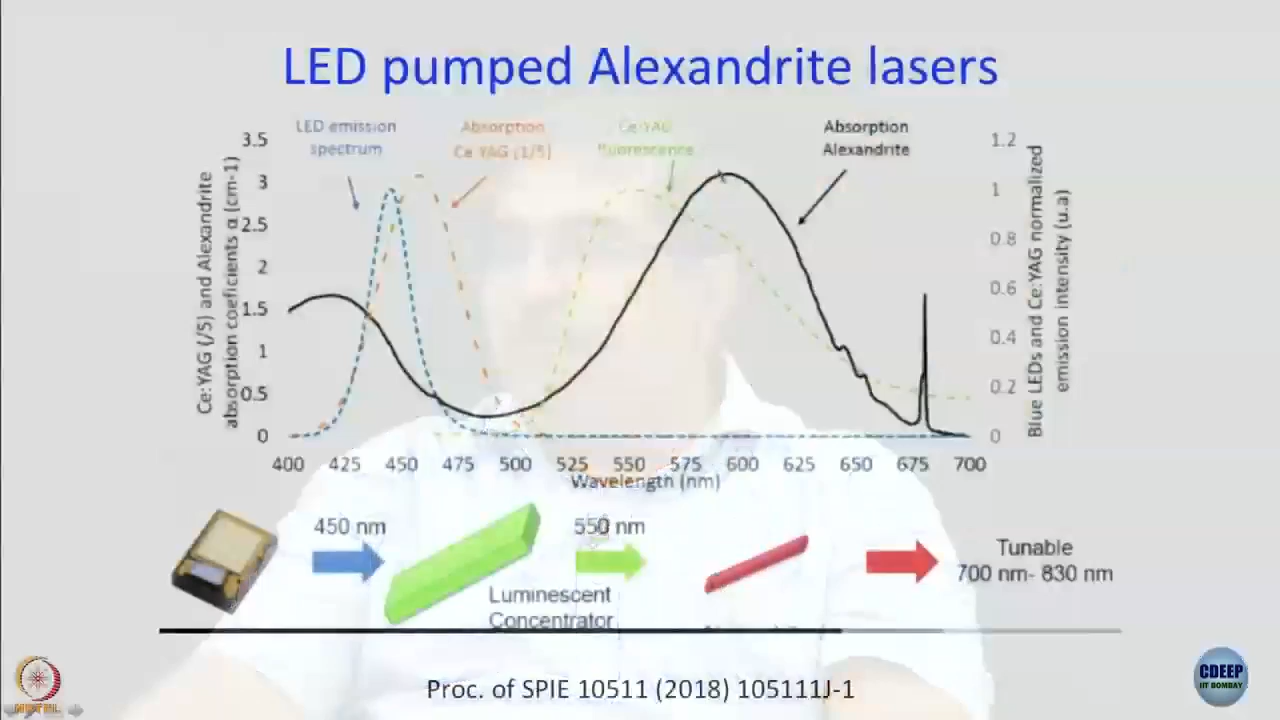 LED pumped Alexandrite lasers
LED emission
spectrum
Absorption
Ce YAG (1/5)
Ce:YAG
fluorescence
Absorption
Alexandrite
Ce:YAG (/5) and Alexandrite
absorption coeficients α (cm-1)
3.5
3
2.5
2
1.5
1
0.5
0
1.2
1
0.8
0.6
0.4
0.2
0
Blue LEDs and Ce:YAG normalized
emission intensity (u.a)
400 425 450 475 500 525 550 575 600 625 650 675 700
Wavelength (nm)
450 nm
550 nm
Luminescent
Concentrator
Tunable
700 nm- 830 nm
Proc. of SPIE 10511 (2018) 105111J-1
NPTEL
CDEEP
IIT BOMBAY